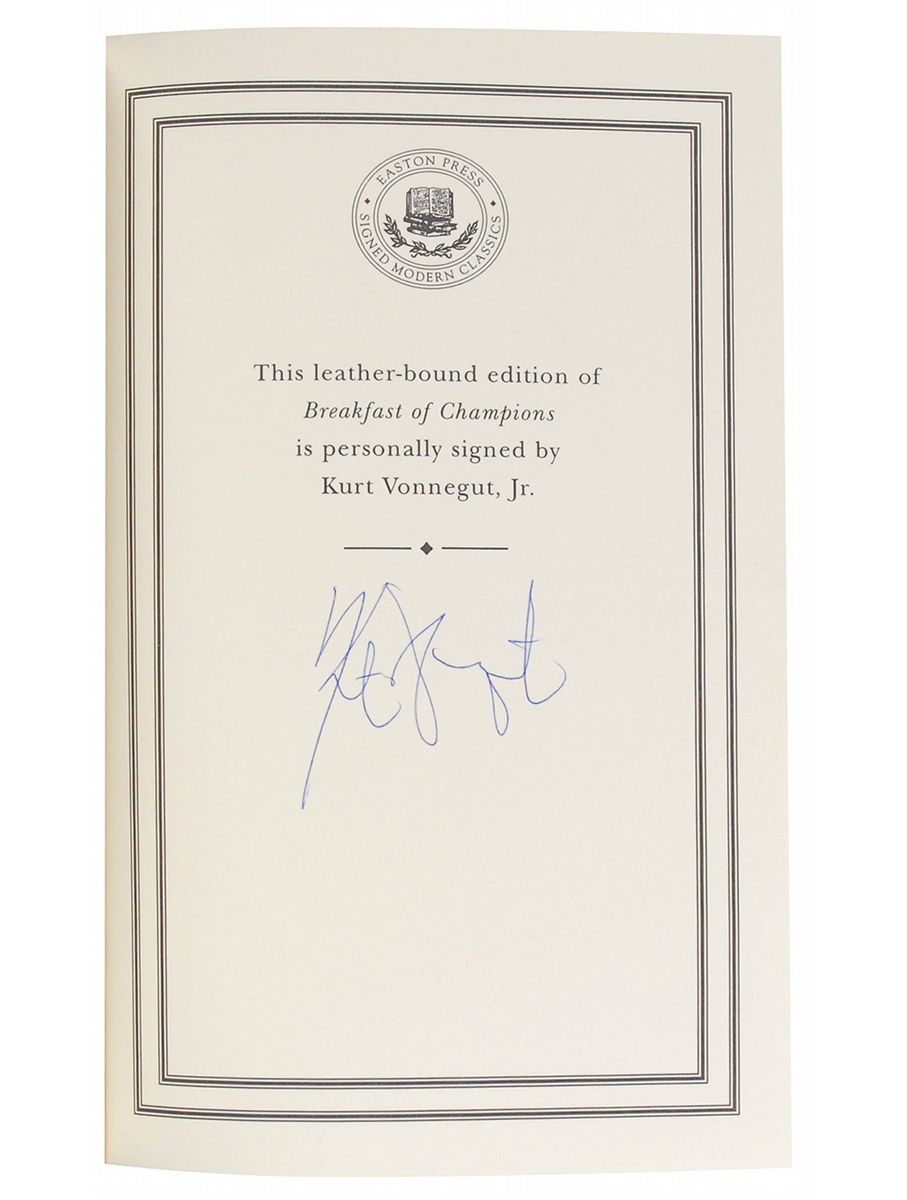 EASTON PRESS
SIGNED MODERN CLASSICS
This leather-bound edition of
Breakfast of Champions
is personally signed by
Kurt Vonnegut, Jr.